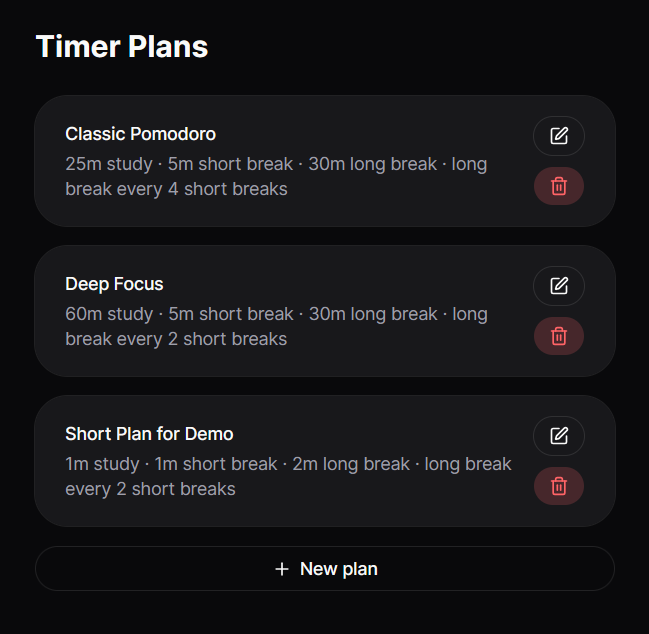 Timer Plans
Classic Pomodoro
25m study · 5m short break · 30m long break · long
break every 4 short breaks
Deep Focus
60m study · 5m short break · 30m long break · long
break every 2 short breaks
Short Plan for Demo
1m study · 1m short break · 2m long break · long break
every 2 short breaks
+ New plan